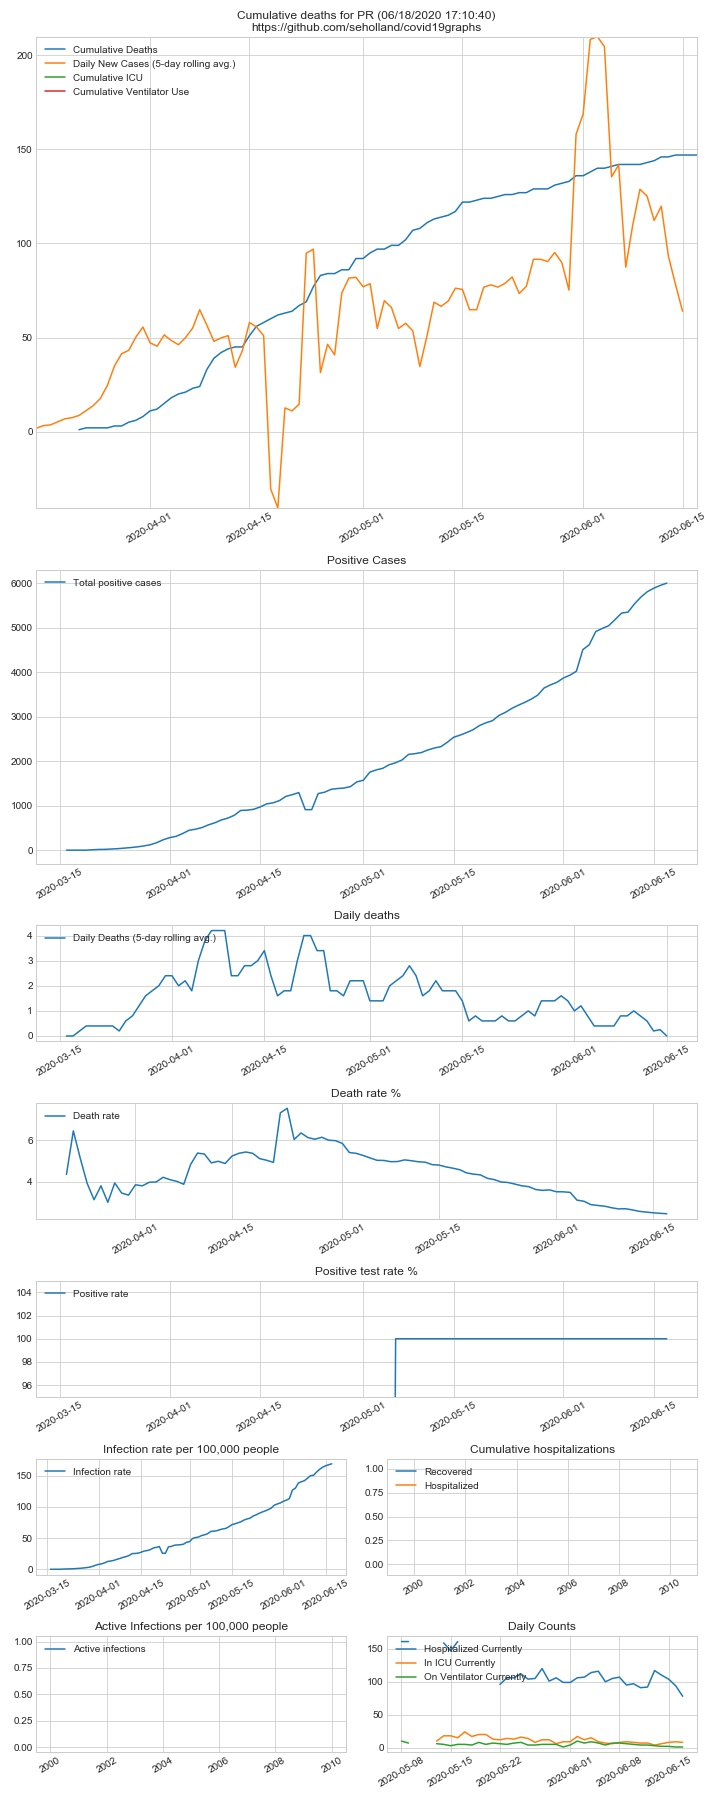 Cumulative deaths for PR (06/18/2020 17:10:40)
https://github.com/seholland/covid19graphs
Cumulative Deaths
Daily New Cases (5-day rolling avg.)
Cumulative ICU
Cumulative Ventilator Use
200
150
100
50
0
2020-04-01 2020-04-15 2020-05-01 2020-05-15 2020-06-01 2020-06-15
Positive Cases
Total positive cases
6000
5000
4000
3000
2000
1000
0
2020-03-15 2020-04-01 2020-04-15 2020-05-01 2020-05-15 2020-06-01 2020-06-15
Daily deaths
Daily Deaths (5-day rolling avg.)
4
3
2
1
0
2020-03-15 2020-04-01 2020-04-15 2020-05-01 2020-05-15 2020-06-01 2020-06-15
Death rate %
Death rate
6
4
2020-04-01 2020-04-15 2020-05-01 2020-05-15 2020-06-01 2020-06-15
Positive test rate %
Positive rate
104
102
100
98
96
2020-03-15 2020-04-01 2020-04-15 2020-05-01 2020-05-15 2020-06-01 2020-06-15
Infection rate per 100,000 people
Infection rate
150
100
50
0
2020-03-15 2020-04-01 2020-04-15 2020-05-01 2020-05-15 2020-06-01 2020-06-15
Cumulative hospitalizations
Recovered
Hospitalized
1.00
0.75
0.50
0.25
0.00
2000 2002 2004 2006 2008 2010
Active Infections per 100,000 people
Active infections
1.00
0.75
0.50
0.25
0.00
2000 2002 2004 2006 2008 2010
Daily Counts
Hospitalized Currently
In ICU Currently
On Ventilator Currently
150
100
50
0
2020-05-08 2020-05-15 2020-05-22 2020-06-01 2020-06-08 2020-06-15